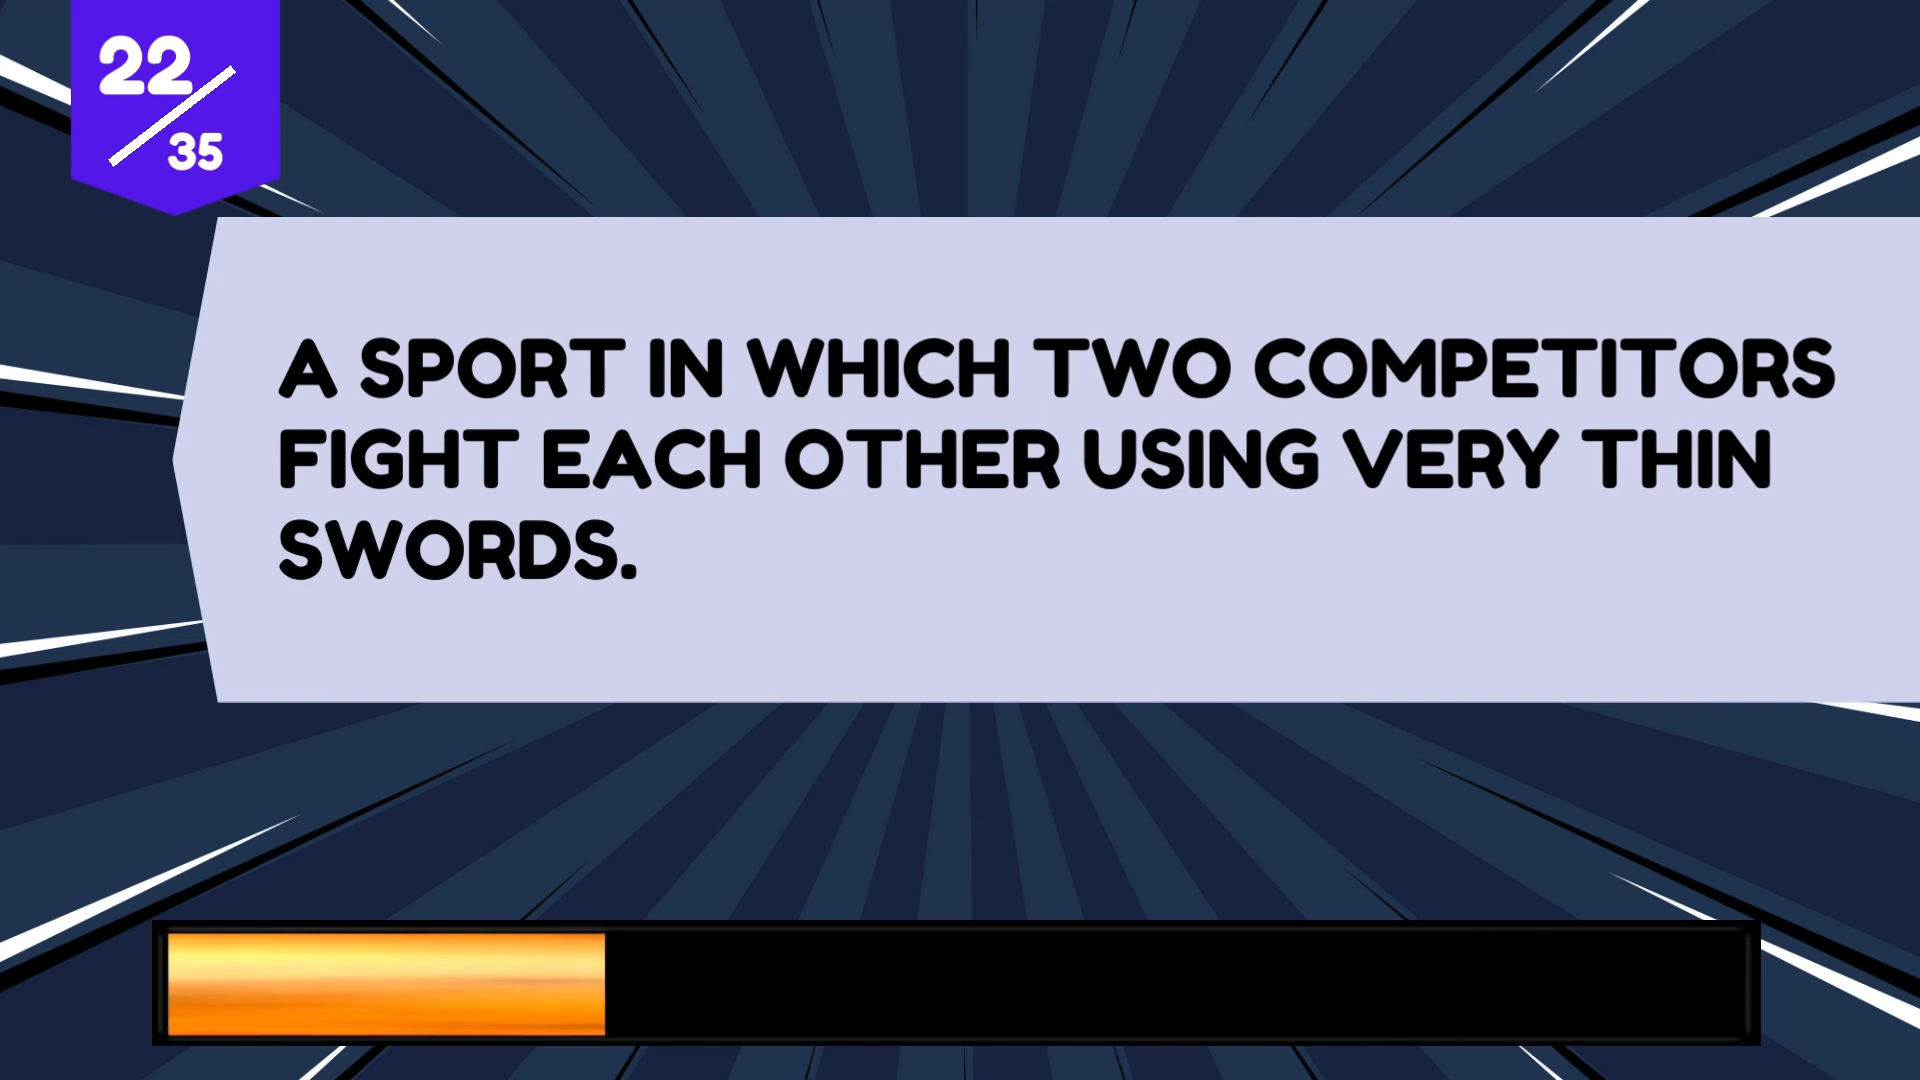 22
35
A SPORT IN WHICH TWO COMPETITORS
FIGHT EACH OTHER USING VERY THIN
SWORDS.